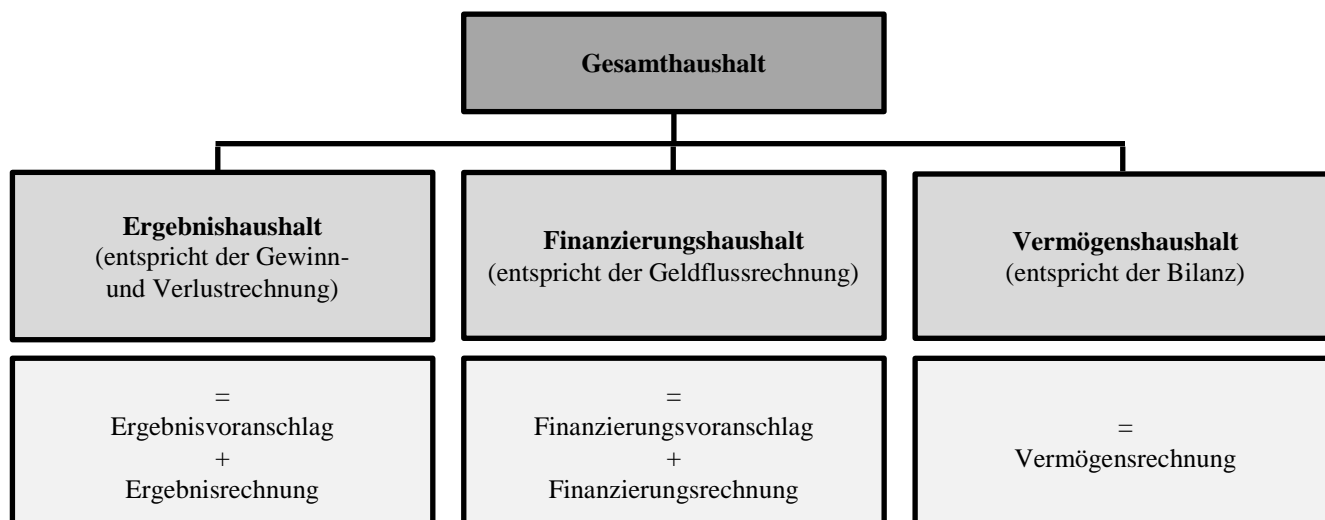 Gesamthaushalt
Ergebnishaushalt
(entspricht der Gewinn-
und Verlustrechnung)
Finanzierungshaushalt
(entspricht der Geldflussrechnung)
Vermögenshaushalt
(entspricht der Bilanz)
=
Ergebnisvoranschlag
+
Ergebnisrechnung
=
Finanzierungsvoranschlag
+
Finanzierungsrechnung
=
Vermögensrechnung